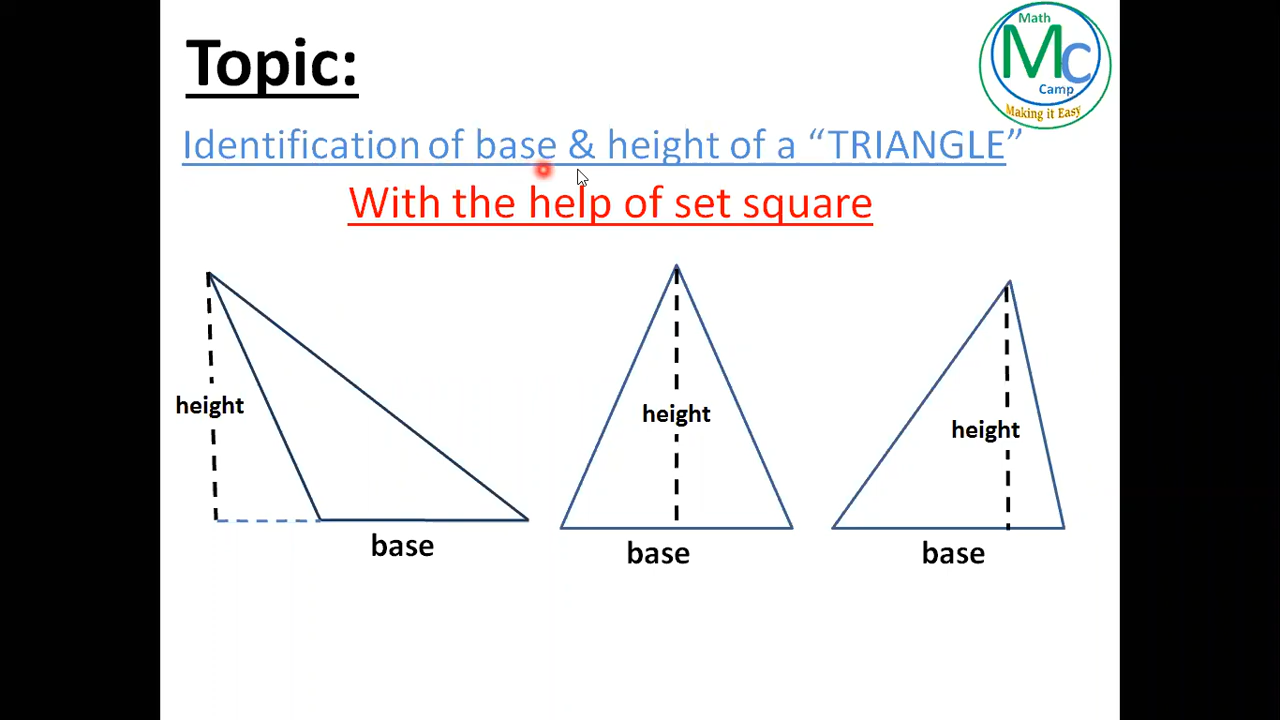 Topic:
Math
Mc
Camp
Making it Easy
Identification of base & height of a “TRIANGLE”
With the help of set square
height
height
height
base
base
base